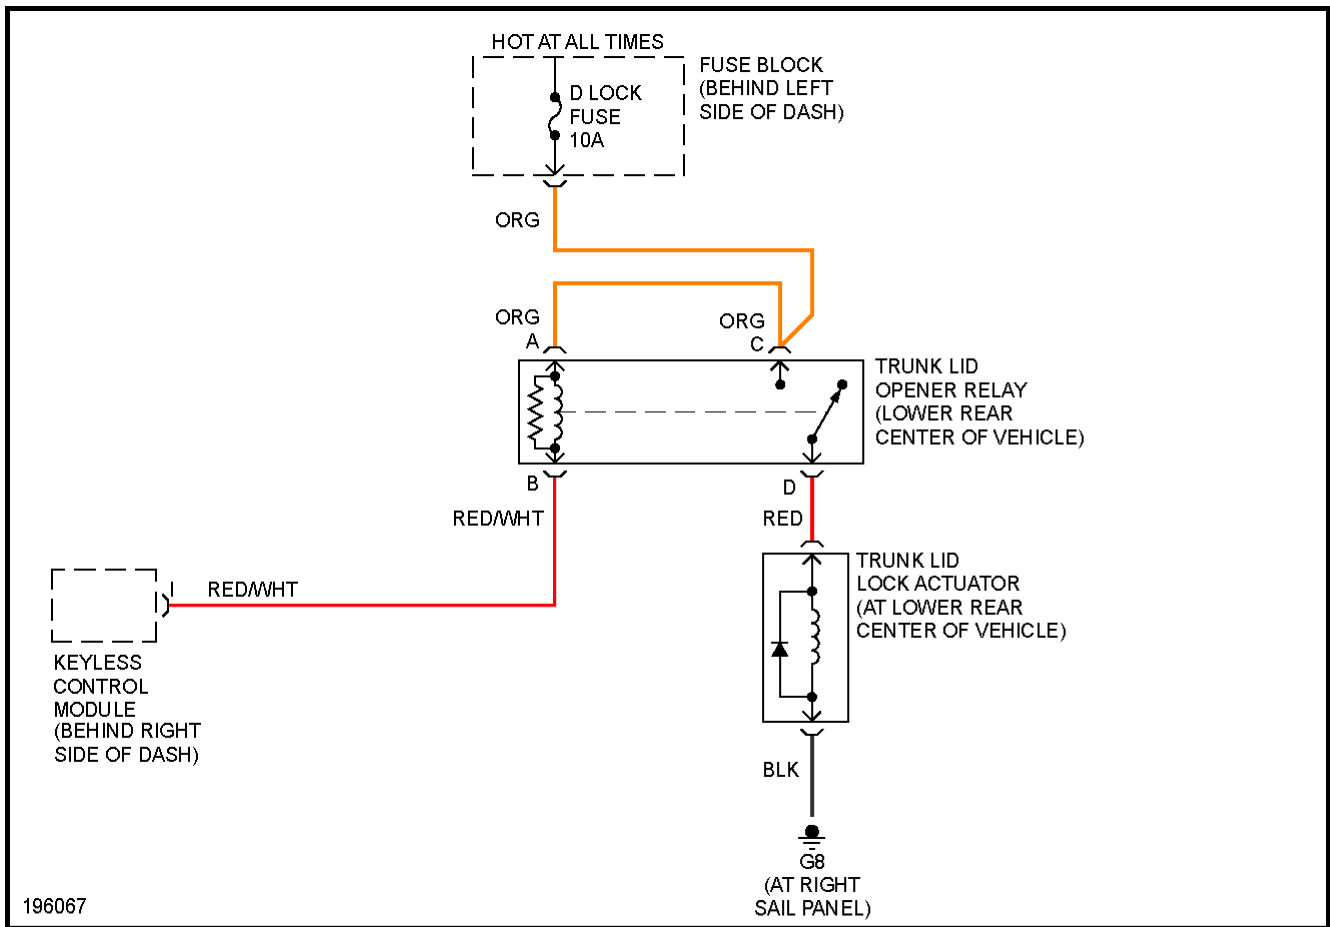 HOT AT ALL TIMES
D LOCK
FUSE
10A
FUSE BLOCK
(BEHIND LEFT
SIDE OF DASH)
ORG
ORG
A
ORG
C
TRUNK LID
OPENER RELAY
(LOWER REAR
CENTER OF VEHICLE)
B
D
RED/WHT
RED
TRUNK LID
LOCK ACTUATOR
(AT LOWER REAR
CENTER OF VEHICLE)
RED/WHT
KEYLESS
CONTROL
MODULE
(BEHIND RIGHT
SIDE OF DASH)
BLK
G8
(AT RIGHT
SAIL PANEL)
196067